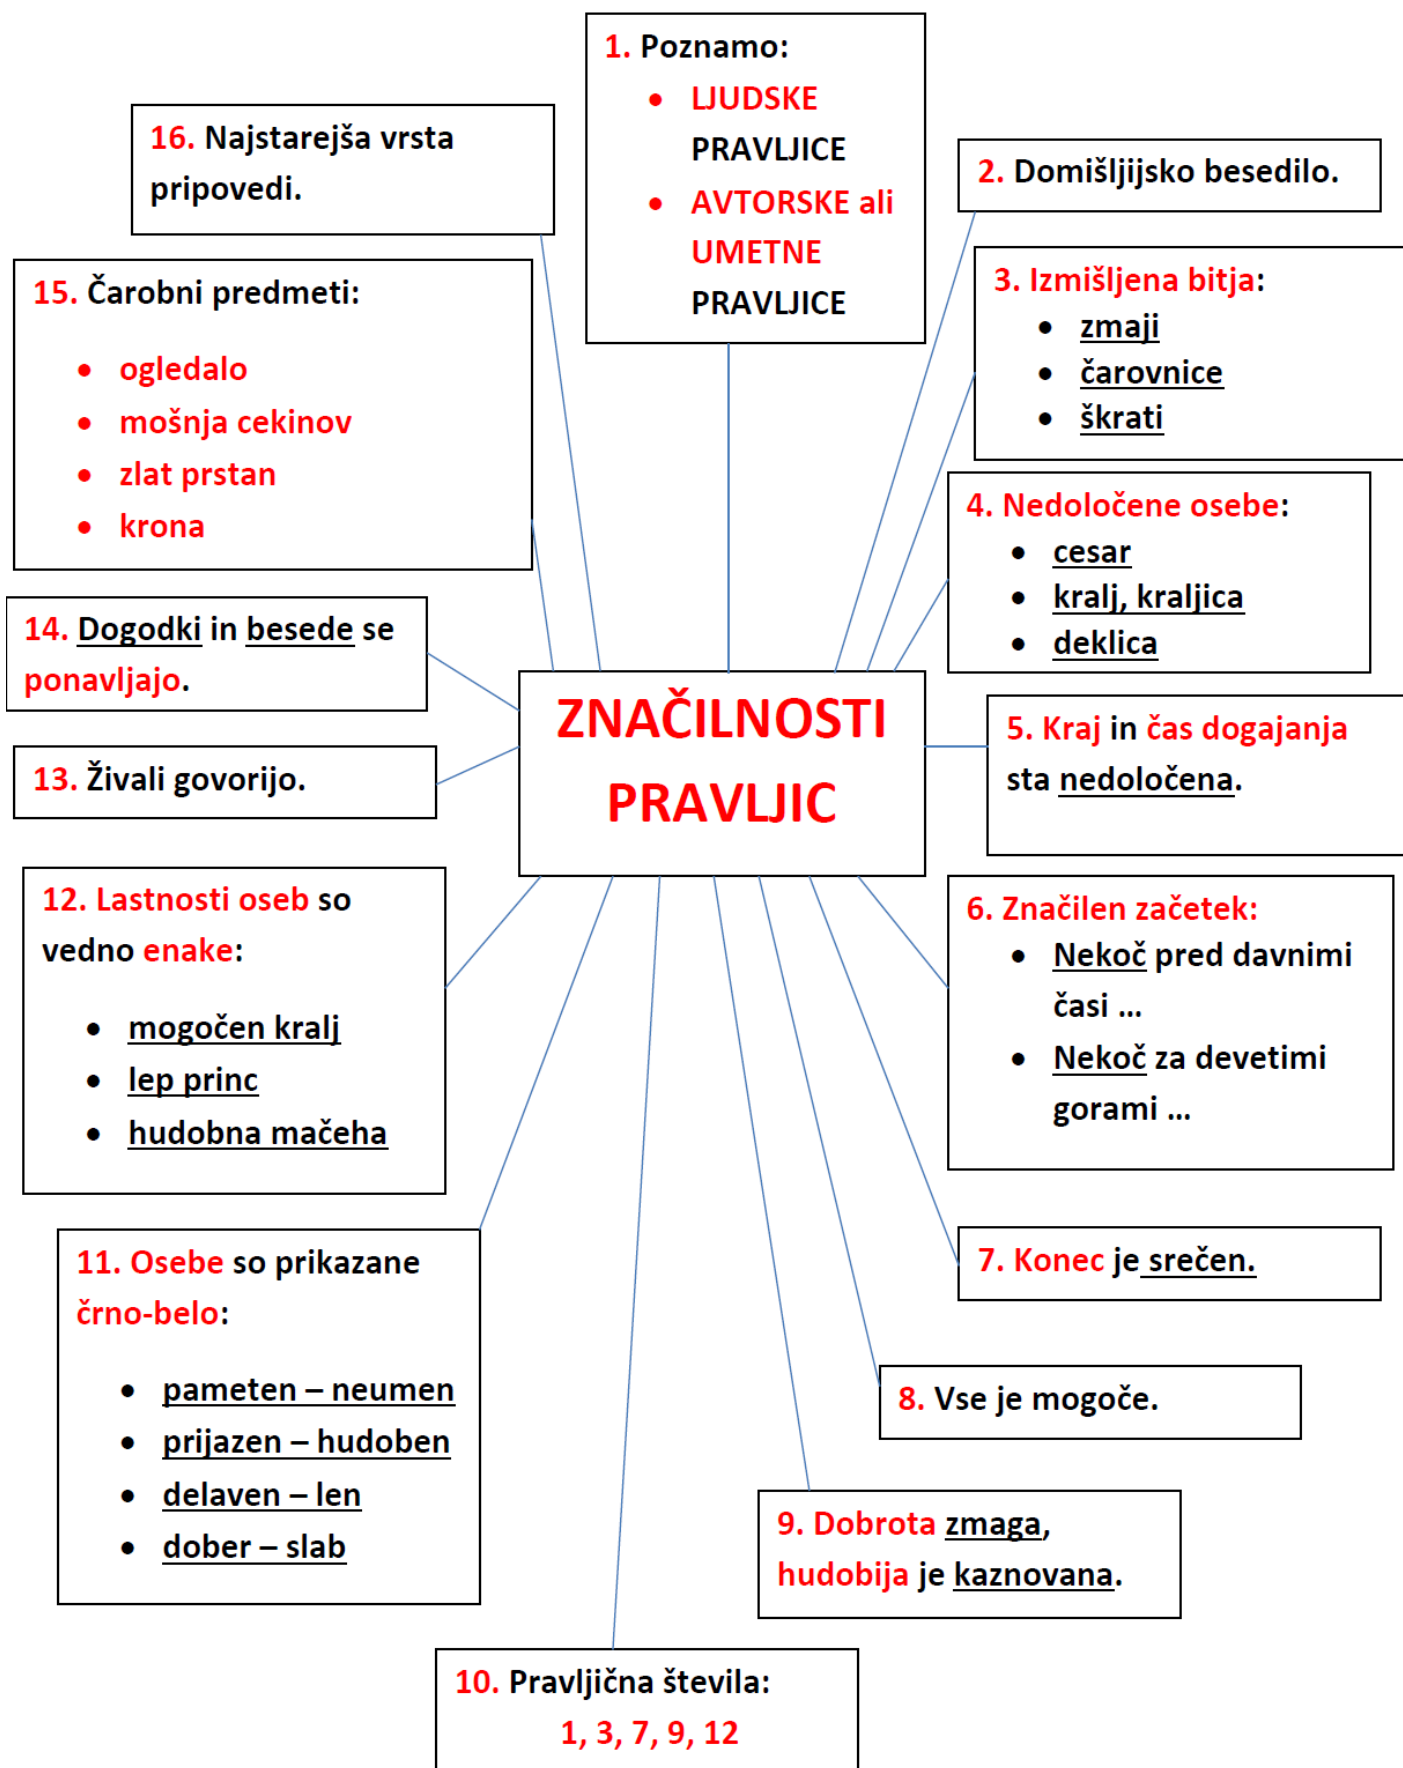 1. Poznamo:
• LJUDSKE
PRAVLJICE
• AVTORSKE ali
UMETNE
PRAVLJICE
2. Domišljijsko besedilo.
3. Izmišljena bitja:
• zmaji
• čarovnice
• škrati
4. Nedoločene osebe:
• cesar
• kralj, kraljica
• deklica
5. Kraj in čas dogajanja
sta nedoločena.
6. Značilen začetek:
• Nekoč pred davnimi
časi ...
• Nekoč za devetimi
gorami ...
7. Konec je srečen.
8. Vse je mogoče.
9. Dobrota zmaga,
hudobija je kaznovana.
10. Pravljična števila:
1, 3, 7, 9, 12
11. Osebe so prikazane
črno-belo:
• pameten – neumen
• prijazen – hudoben
• delaven – len
• dober – slab
12. Lastnosti oseb so
vedno enake:
• mogočen kralj
• lep princ
• hudobna mačeha
13. Živali govorijo.
14. Dogodki in besede se
ponavljajo.
15. Čarobni predmeti:
• ogledalo
• mošnja cekinov
• zlat prstan
• krona
16. Najstarejša vrsta
pripovedi.
ZNAČILNOSTI
PRAVLJIC